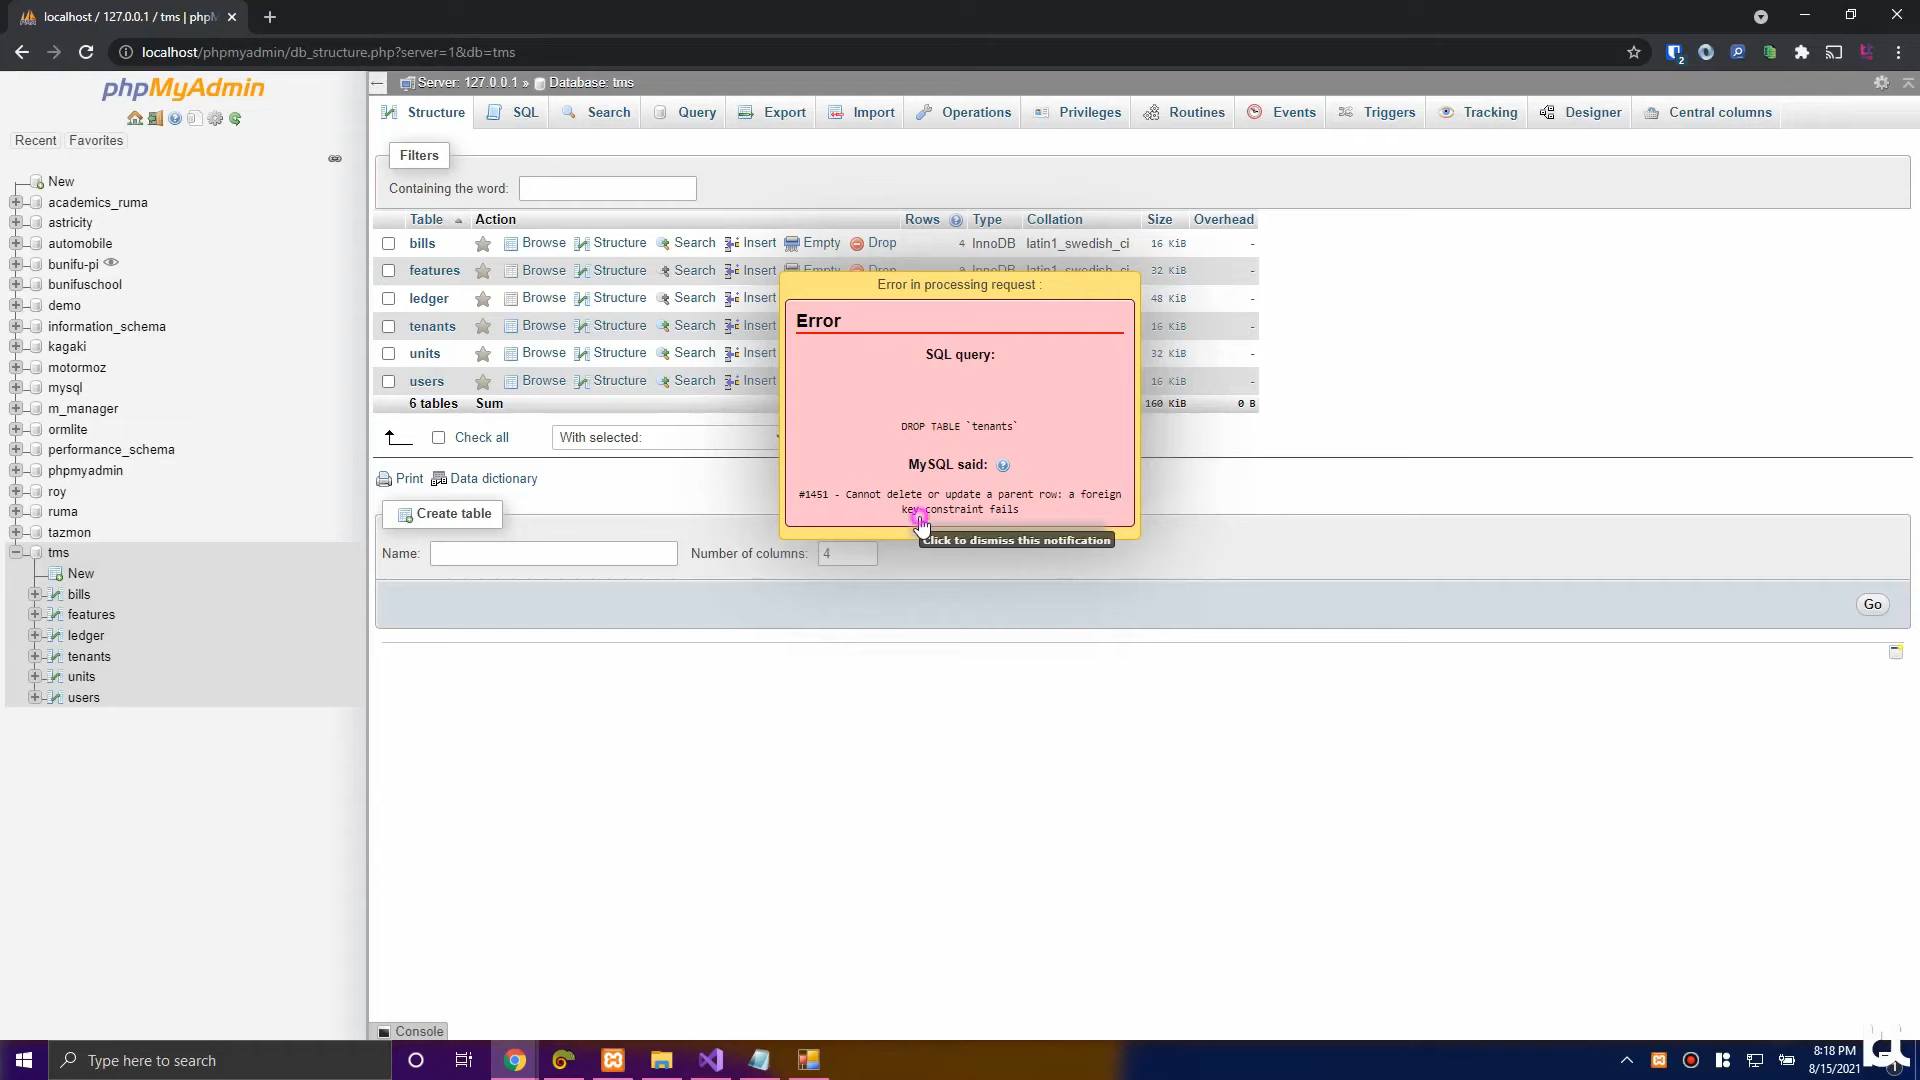 localhost / 127.0.0.1 / tms | phpM
localhost/phpmyadmin/db_structure.php?server=1&db=tms
2
phpMyAdmin
Recent
Favorites
New
academics_ruma
astricity
automobile
bunifu-pi
bunifuschool
demo
information_schema
kagaki
motormoz
mysql
m_manager
ormlite
performance_schema
phpmyadmin
roy
ruma
tazmon
tms
New
bills
features
ledger
tenants
units
users
Server: 127.0.0.1 » Database: tms
Structure SQL Search Query Export Import Operations Privileges Routines Events Triggers Tracking Designer Central columns
Filters
Containing the word:
Table Action Rows Type Collation Size Overhead
bills Browse Structure Search Insert Empty Drop 4 InnoDB latin1_swedish_ci 16 KiB -
features Browse Structure Search Insert Empty Drop InnoDB latin1_swedish_ci 32 KiB -
ledger Browse Structure Search Insert 48 KiB -
tenants Browse Structure Search Insert 16 KiB -
units Browse Structure Search Insert 32 KiB -
users Browse Structure Search Insert 16 KiB -
6 tables Sum 160 KiB 0 B
Check all With selected:
Print Data dictionary
Create table
Name: Number of columns: 4
Go
Error in processing request :
Error
SQL query:
DROP TABLE `tenants`
MySQL said:
#1451 - Cannot delete or update a parent row: a foreign
key constraint fails
Click to dismiss this notification
Console
Type here to search
8:18 PM
8/15/2021
1